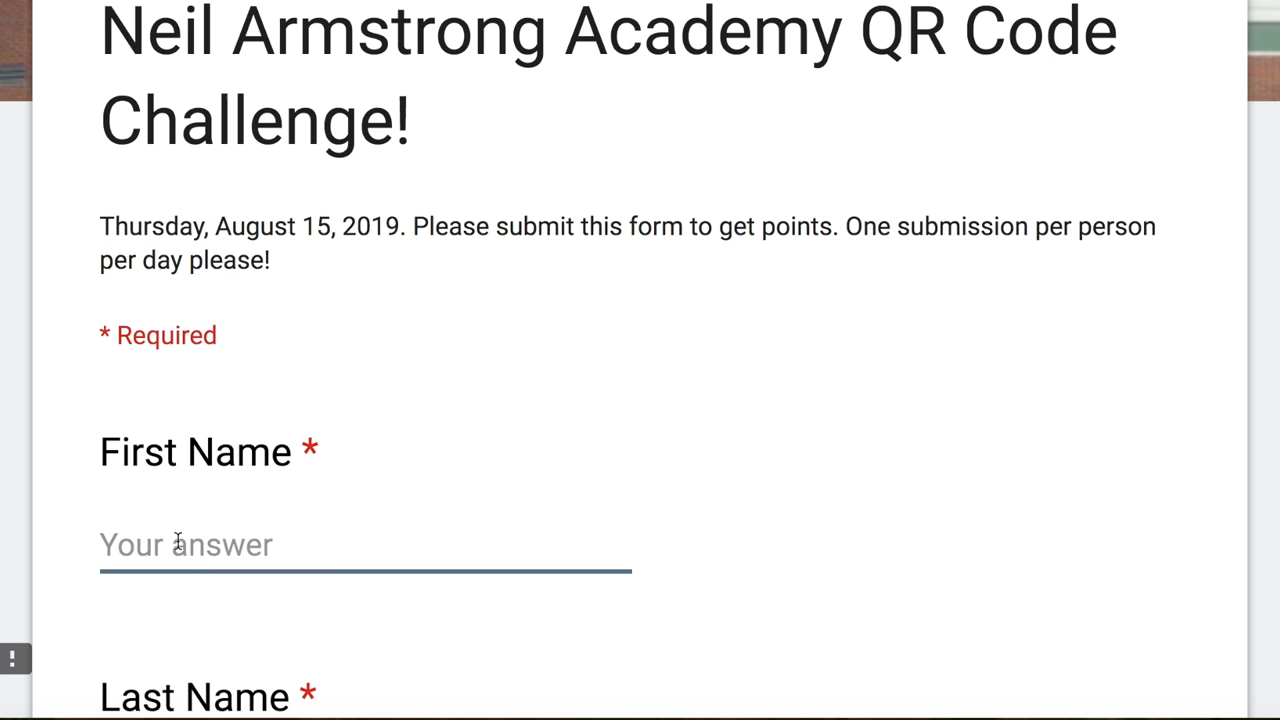 Neil Armstrong Academy QR Code
Challenge!
Thursday, August 15, 2019. Please submit this form to get points. One submission per person
per day please!
* Required
First Name *
Your answer
Last Name *